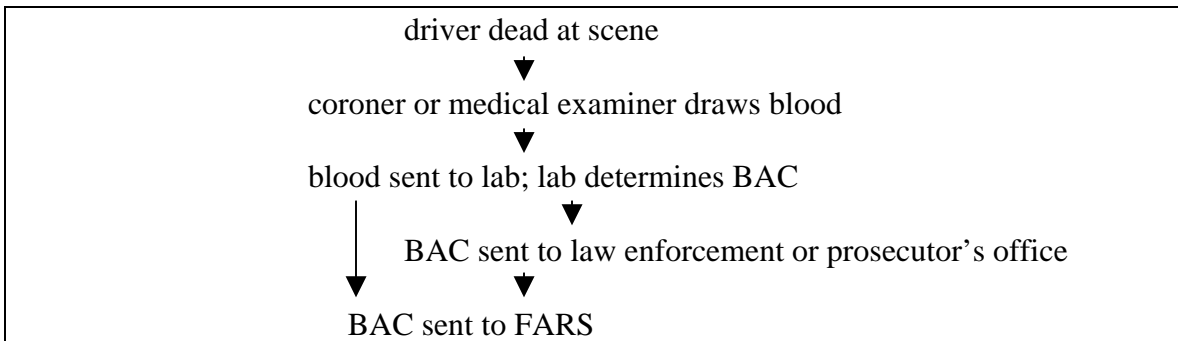 driver dead at scene
coroner or medical examiner draws blood
blood sent to lab; lab determines BAC
BAC sent to law enforcement or prosecutor’s office
BAC sent to FARS